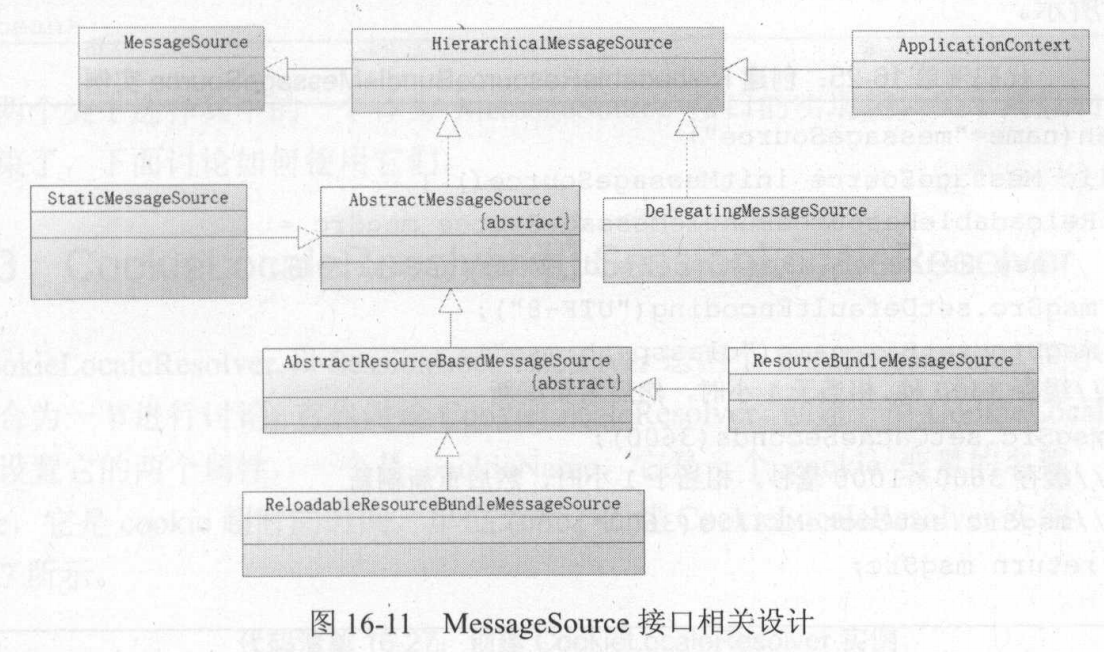 MessageSource
HierarchicalMessageSource
ApplicationContext
StaticMessageSource
AbstractMessageSource
{abstract}
DelegatingMessageSource
AbstractResourceBasedMessageSource
{abstract}
ResourceBundleMessageSource
ReloadableResourceBundleMessageSource
图 16-11 MessageSource 接口相关设计